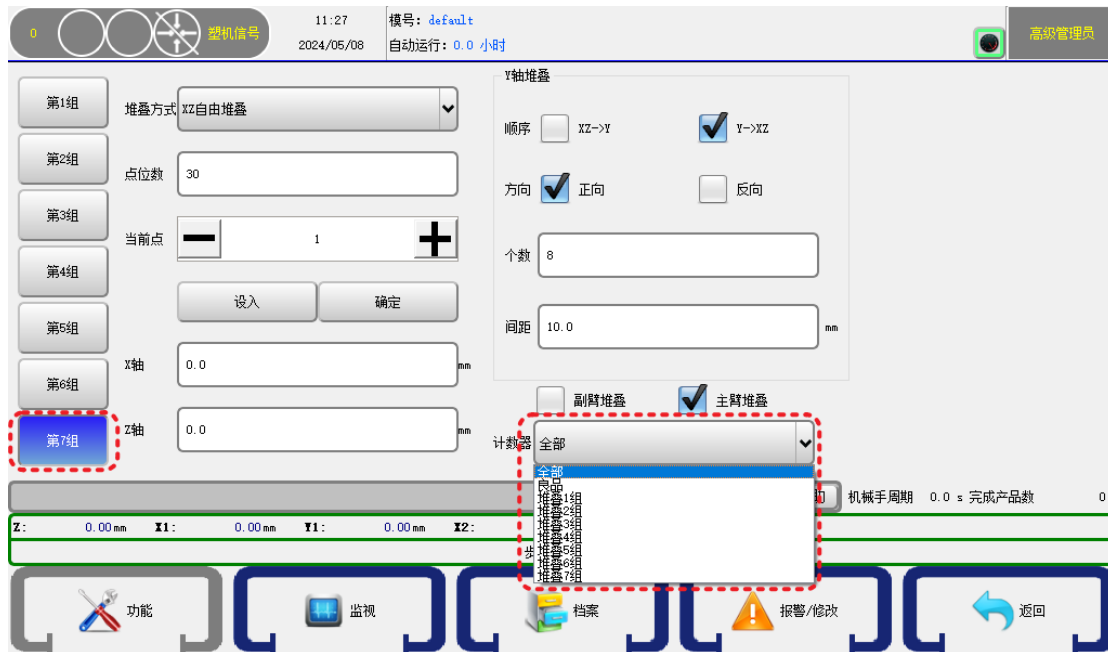 0 塑机信号 11:27 模号：default 高级管理员
2024/05/08 自动运行：0.0 小时
第1组
第2组
第3组
第4组
第5组
第6组
第7组
堆叠方式 XZ自由堆叠
点位数 30
当前点 1
设入 确定
X轴 0.0 mm
Z轴 0.0 mm
Y轴堆叠
顺序 XZ->Y Y->XZ
方向 正向 反向
个数 8
间距 10.0 mm
副臂堆叠 主臂堆叠
计数器 全部
全部
良品
堆叠1组
堆叠2组
堆叠3组
堆叠4组
堆叠5组
堆叠6组
堆叠7组
机械手周期 0.0 s 完成产品数 0
Z: 0.00mm X1: 0.00mm Y1: 0.00mm X2:
功能 监视 档案 报警/修改 返回